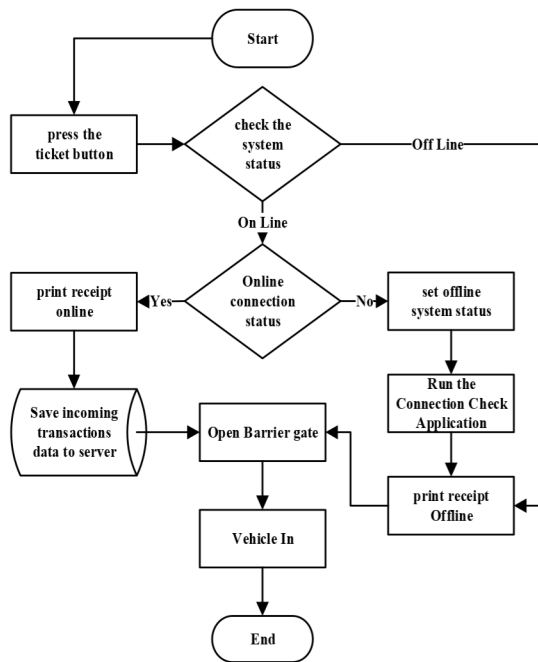 Start
press the
ticket button
check the
system
status
Off Line
On Line
print receipt
online
Yes
Online
connection
status
No
set offline
system status
Run the
Connection Check
Application
Save incoming
transactions
data to server
Open Barrier gate
print receipt
Offline
Vehicle In
End